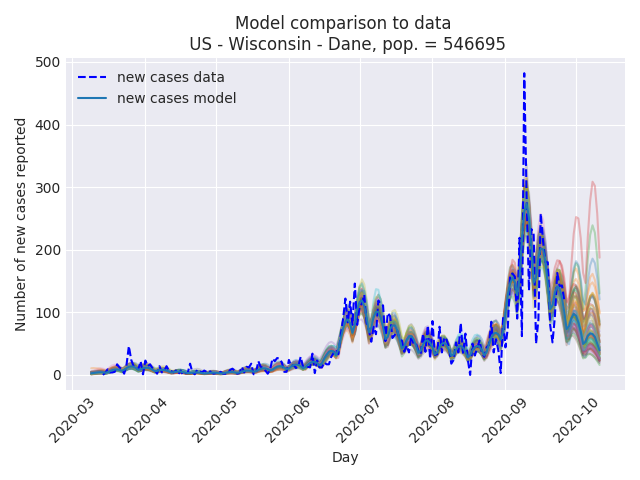 Model comparison to data
US - Wisconsin - Dane, pop. = 546695
new cases data
new cases model
Number of new cases reported
500
400
300
200
100
0
2020-03
2020-04
2020-05
2020-06
2020-07
2020-08
2020-09
2020-10
Day